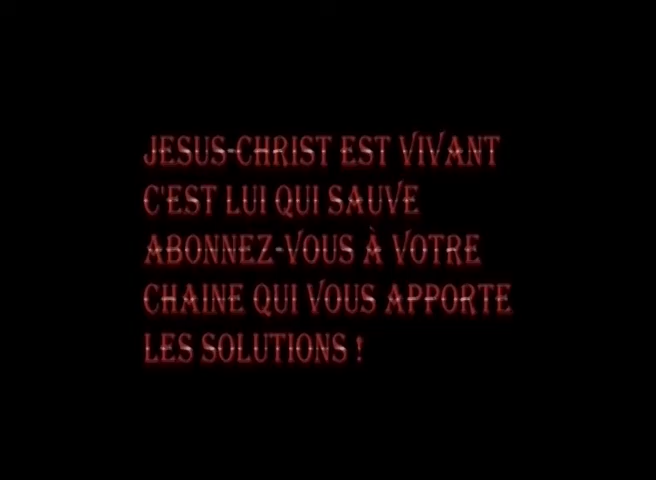 JESUS-CHRIST EST VIVANT
C'EST LUI QUI SAUVE
ABONNEZ-VOUS À VOTRE
CHAINE QUI VOUS APPORTE
LES SOLUTIONS !